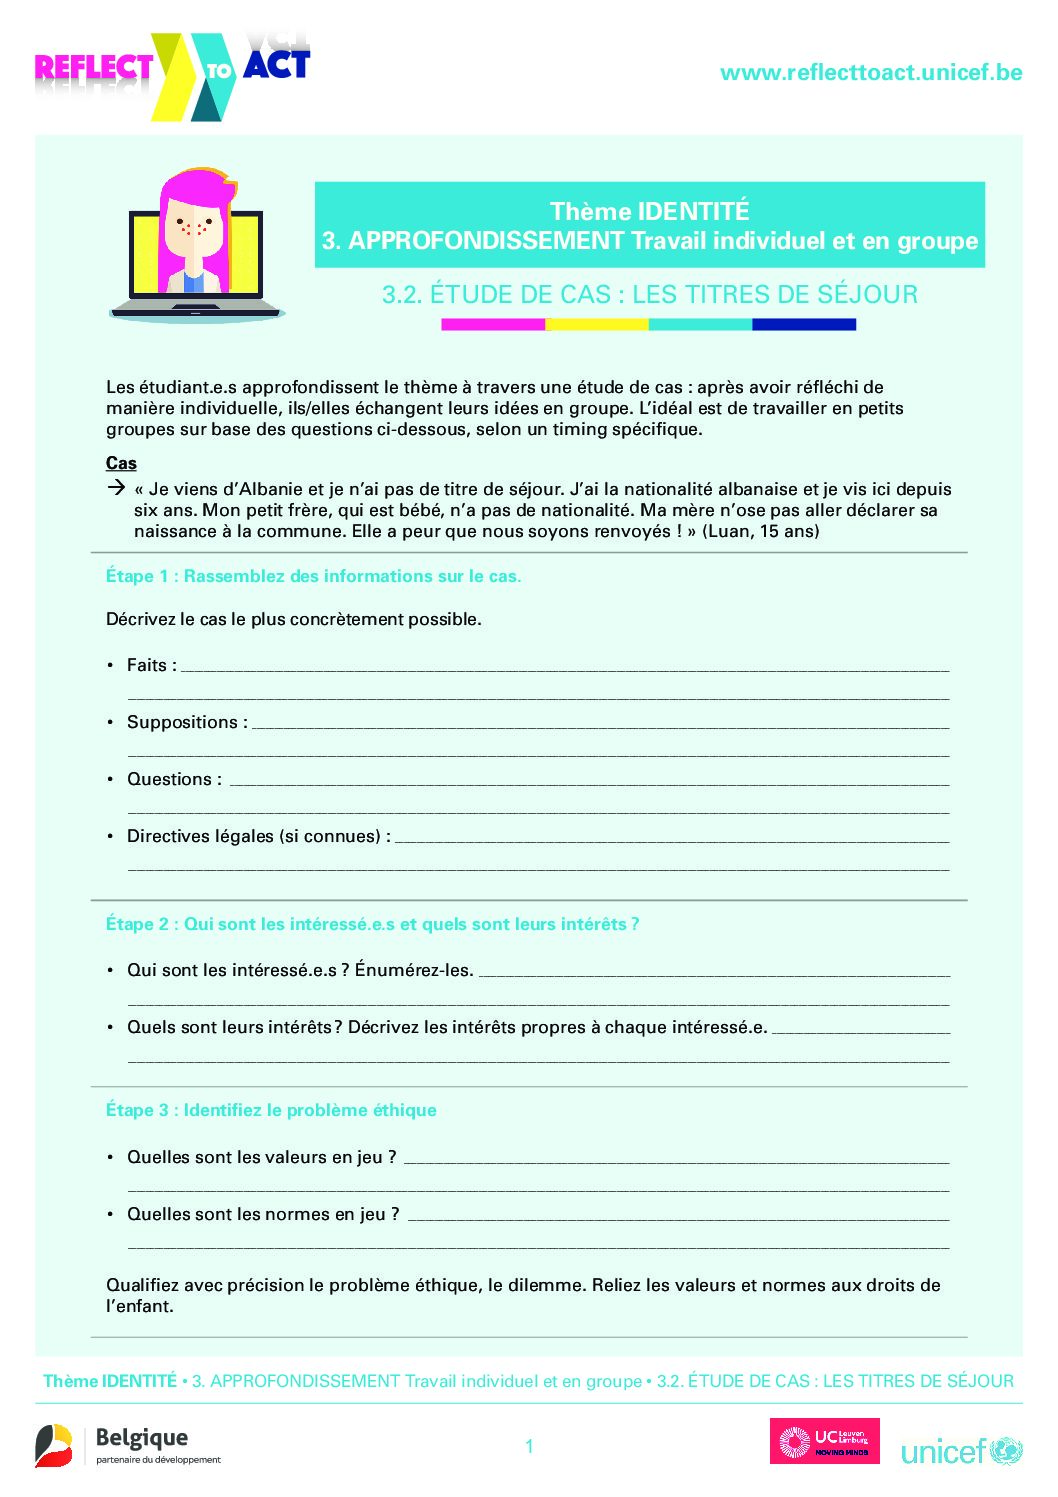 REFLECT TO ACT
www.reflecttoact.unicef.be
Thème IDENTITÉ
3. APPROFONDISSEMENT Travail individuel et en groupe
3.2. ÉTUDE DE CAS : LES TITRES DE SÉJOUR
Les étudiant.e.s approfondissent le thème à travers une étude de cas : après avoir réfléchi de
manière individuelle, ils/elles échangent leurs idées en groupe. L’idéal est de travailler en petits
groupes sur base des questions ci-dessous, selon un timing spécifique.
Cas
→ « Je viens d’Albanie et je n’ai pas de titre de séjour. J’ai la nationalité albanaise et je vis ici depuis
six ans. Mon petit frère, qui est bébé, n’a pas de nationalité. Ma mère n’ose pas aller déclarer sa
naissance à la commune. Elle a peur que nous soyons renvoyés ! » (Luan, 15 ans)
Étape 1 : Rassemblez des informations sur le cas.
Décrivez le cas le plus concrètement possible.
• Faits :
• Suppositions :
• Questions :
• Directives légales (si connues) :
Étape 2 : Qui sont les intéressé.e.s et quels sont leurs intérêts ?
• Qui sont les intéressé.e.s ? Énumérez-les.
• Quels sont leurs intérêts ? Décrivez les intérêts propres à chaque intéressé.e.
Étape 3 : Identifiez le problème éthique
• Quelles sont les valeurs en jeu ?
• Quelles sont les normes en jeu ?
Qualifiez avec précision le problème éthique, le dilemme. Reliez les valeurs et normes aux droits de
l’enfant.
Thème IDENTITÉ • 3. APPROFONDISSEMENT Travail individuel et en groupe • 3.2. ÉTUDE DE CAS : LES TITRES DE SÉJOUR
Belgique
partenaire du développement
1
UC Leuven
Limburg
MOVING MINDS
unicef